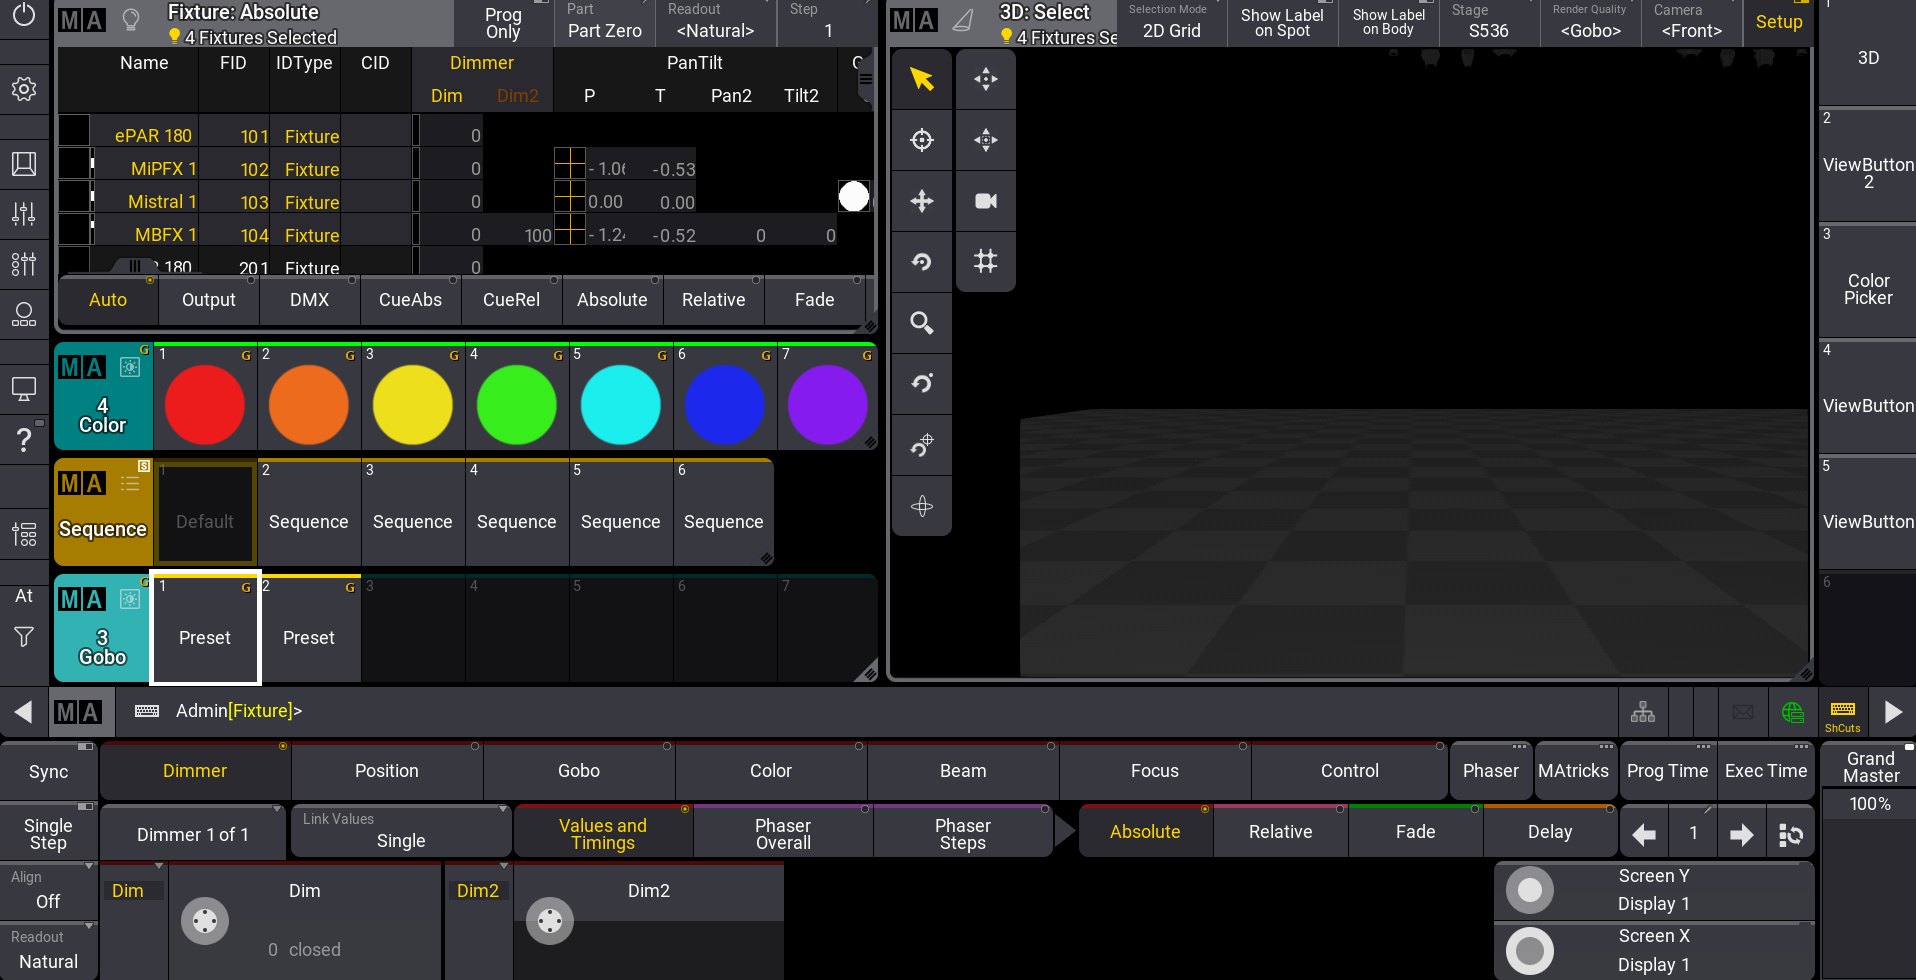 MA Fixture: Absolute
4 Fixtures Selected
Prog Only
Part
Part Zero
Readout
<Natural>
Step
1
MA 3D: Select
4 Fixtures Se
Selection Mode
2D Grid
Show Label on Spot
Show Label on Body
Stage
S536
Render Quality
<Gobo>
Camera
<Front>
Setup
Name FID IDType CID Dimmer PanTilt G
Dim Dim2 P T Pan2 Tilt2
ePAR 180 101 Fixture 0
MiPFX 1 102 Fixture 0 -1.06 -0.53
Mistral 1 103 Fixture 0 0.00 0.00
MBFX 1 104 Fixture 0 100 -1.24 -0.52 0 0
180 201 Fixture 0
Auto Output DMX CueAbs CueRel Absolute Relative Fade
MA G
4
Color
1 G 2 G 3 G 4 G 5 G 6 G 7 G
MA S
Sequence
1 Default
2 Sequence
3 Sequence
4 Sequence
5 Sequence
6 Sequence
MA G
3
Gobo
1 G Preset
2 G Preset
3 4 5 6 7
1
3D
2
ViewButton
2
3
Color
Picker
4
ViewButton
5
ViewButton
6
?
At
MA Admin[Fixture]>
ShCuts
Sync Dimmer Position Gobo Color Beam Focus Control Phaser MAtricks Prog Time Exec Time
Grand
Master
100%
Single
Step
Dimmer 1 of 1
Link Values
Single
Values and
Timings
Phaser
Overall
Phaser
Steps
Absolute Relative Fade Delay 1
Align
Off
Dim Dim
0 closed
Dim2 Dim2
Readout
Natural
Screen Y
Display 1
Screen X
Display 1